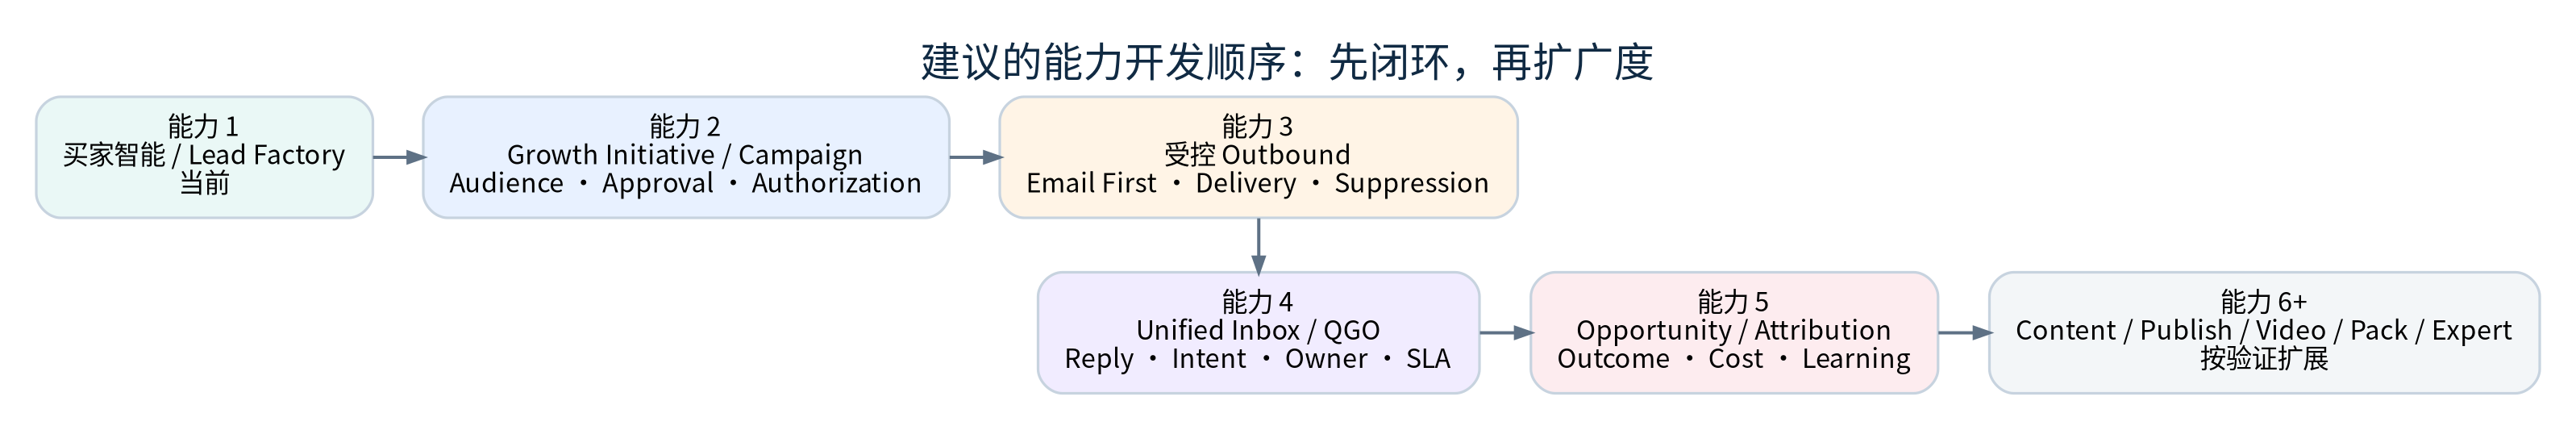 建议的能力开发顺序：先闭环，再扩广度
能力 1
买家智能 / Lead Factory
当前
能力 2
Growth Initiative / Campaign
Audience • Approval • Authorization
能力 3
受控 Outbound
Email First • Delivery • Suppression
能力 4
Unified Inbox / QGO
Reply • Intent • Owner • SLA
能力 5
Opportunity / Attribution
Outcome • Cost • Learning
能力 6+
Content / Publish / Video / Pack / Expert
按验证扩展